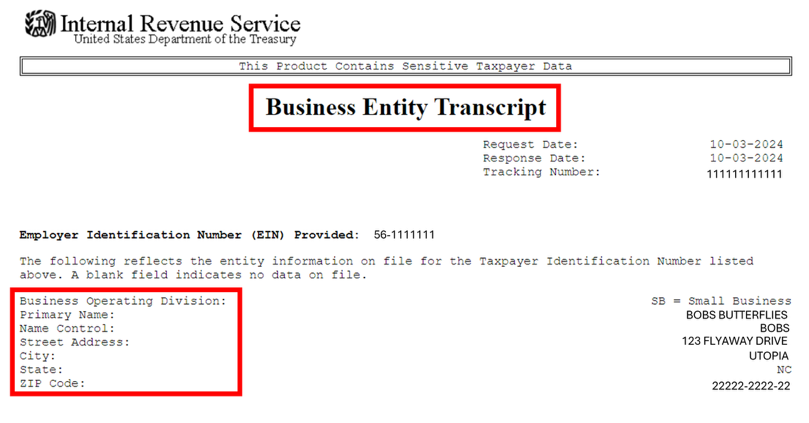 Internal Revenue Service
United States Department of the Treasury
This Product Contains Sensitive Taxpayer Data
Business Entity Transcript
Request Date: 10-03-2024
Response Date: 10-03-2024
Tracking Number: 111111111111
Employer Identification Number (EIN) Provided: 56-1111111
The following reflects the entity information on file for the Taxpayer Identification Number listed
above. A blank field indicates no data on file.
Business Operating Division: SB = Small Business
Primary Name: BOBS BUTTERFLIES
Name Control: BOBS
Street Address: 123 FLYAWAY DRIVE
City: UTOPIA
State: NC
ZIP Code: 22222-2222-22